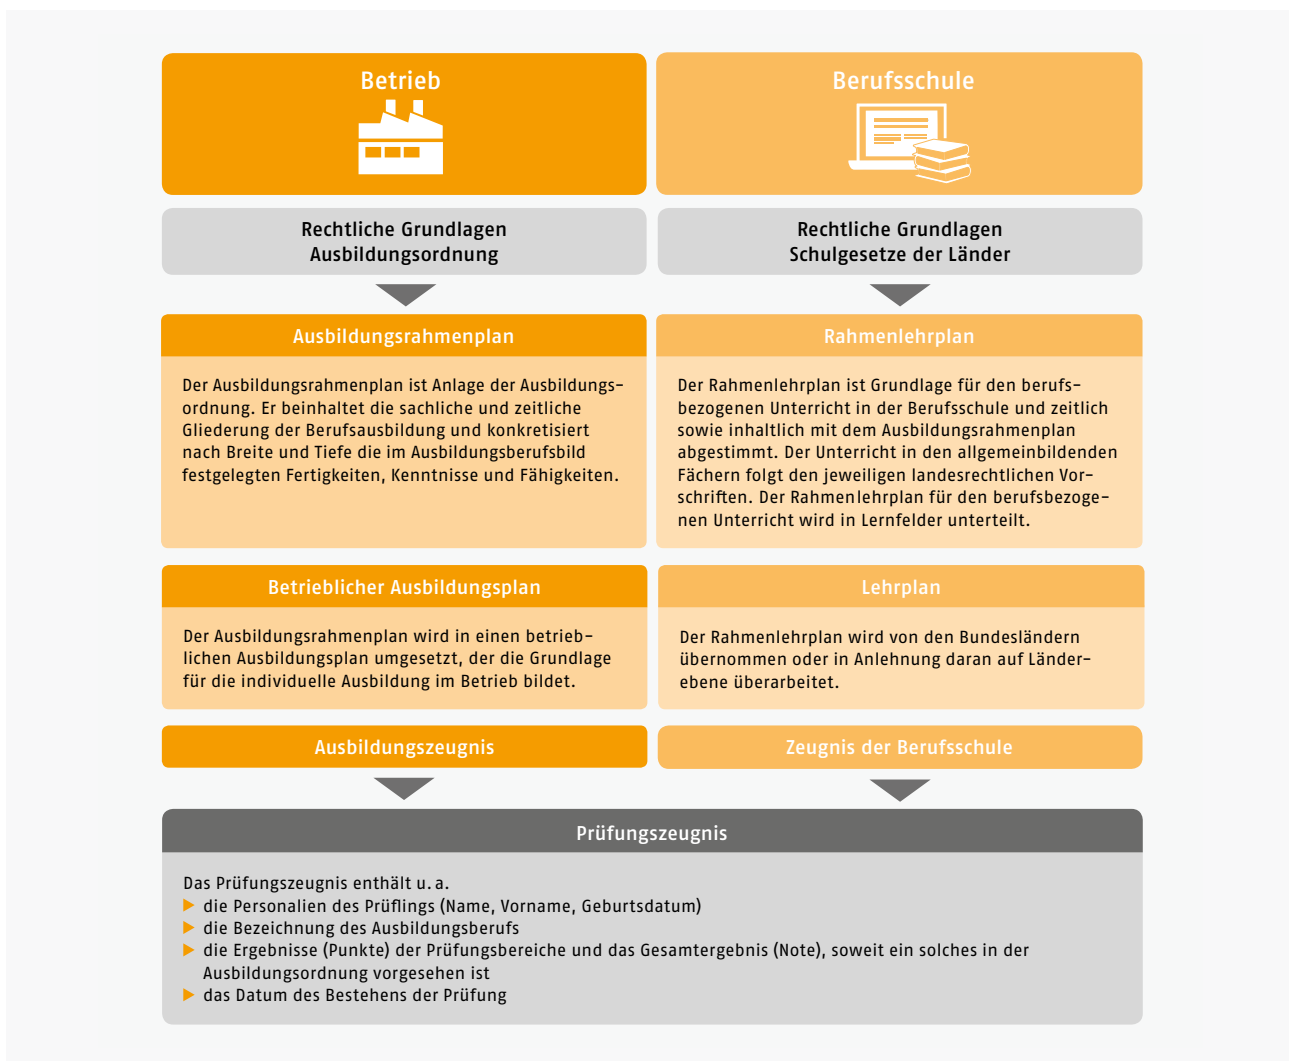 Betrieb
Berufsschule
Rechtliche Grundlagen
Ausbildungsordnung
Rechtliche Grundlagen
Schulgesetze der Länder
Ausbildungsrahmenplan
Der Ausbildungsrahmenplan ist Anlage der Ausbildungs-
ordnung. Er beinhaltet die sachliche und zeitliche
Gliederung der Berufsausbildung und konkretisiert
nach Breite und Tiefe die im Ausbildungsberufsbild
festgelegten Fertigkeiten, Kenntnisse und Fähigkeiten.
Rahmenlehrplan
Der Rahmenlehrplan ist Grundlage für den berufs-
bezogenen Unterricht in der Berufsschule und zeitlich
sowie inhaltlich mit dem Ausbildungsrahmenplan
abgestimmt. Der Unterricht in den allgemeinbildenden
Fächern folgt den jeweiligen landesrechtlichen Vor-
schriften. Der Rahmenlehrplan für den berufsbezoge-
nen Unterricht wird in Lernfelder unterteilt.
Betrieblicher Ausbildungsplan
Der Ausbildungsrahmenplan wird in einen betrieb-
lichen Ausbildungsplan umgesetzt, der die Grundlage
für die individuelle Ausbildung im Betrieb bildet.
Lehrplan
Der Rahmenlehrplan wird von den Bundesländern
übernommen oder in Anlehnung daran auf Länder-
ebene überarbeitet.
Ausbildungszeugnis
Zeugnis der Berufsschule
Prüfungszeugnis
Das Prüfungszeugnis enthält u. a.
▶ die Personalien des Prüflings (Name, Vorname, Geburtsdatum)
▶ die Bezeichnung des Ausbildungsberufs
▶ die Ergebnisse (Punkte) der Prüfungsbereiche und das Gesamtergebnis (Note), soweit ein solches in der
Ausbildungsordnung vorgesehen ist
▶ das Datum des Bestehens der Prüfung